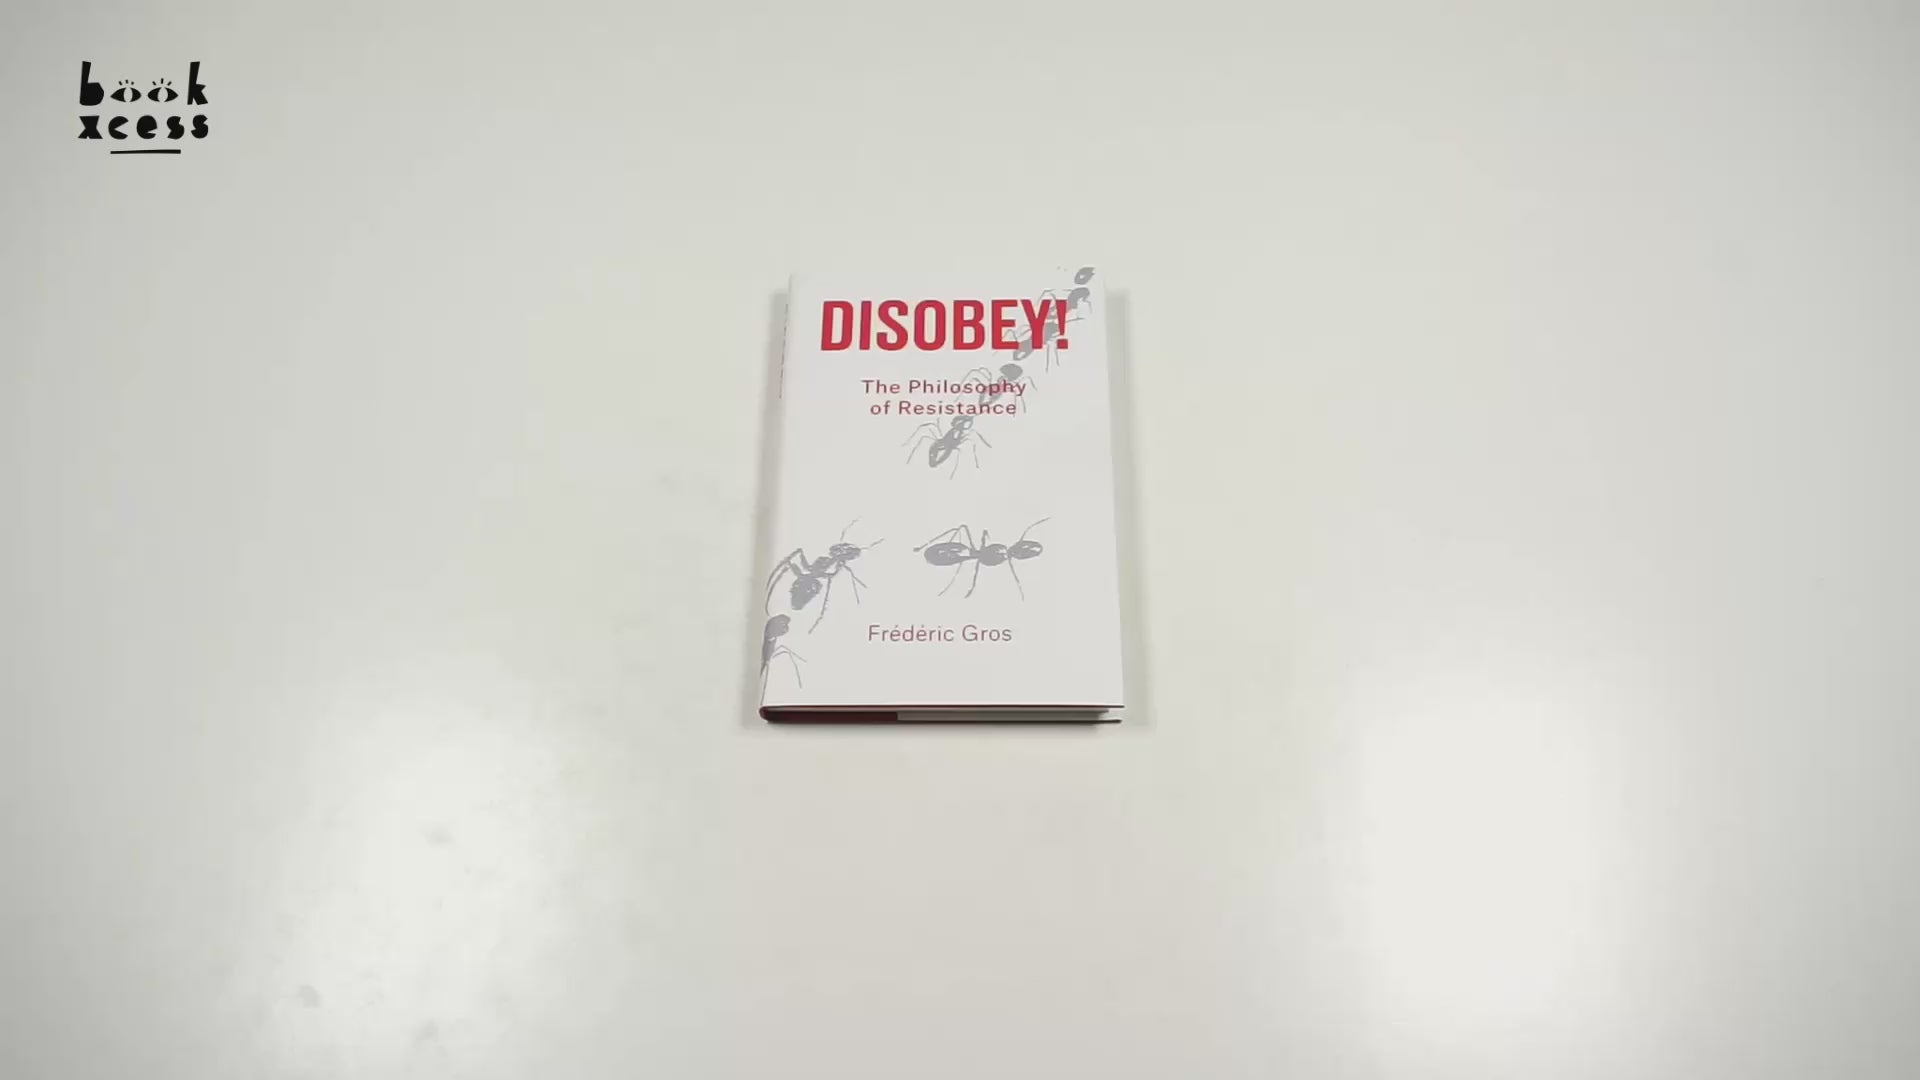 book
xcess
DISOBEY!
The Philosophy
of Resistance
Frédéric Gros